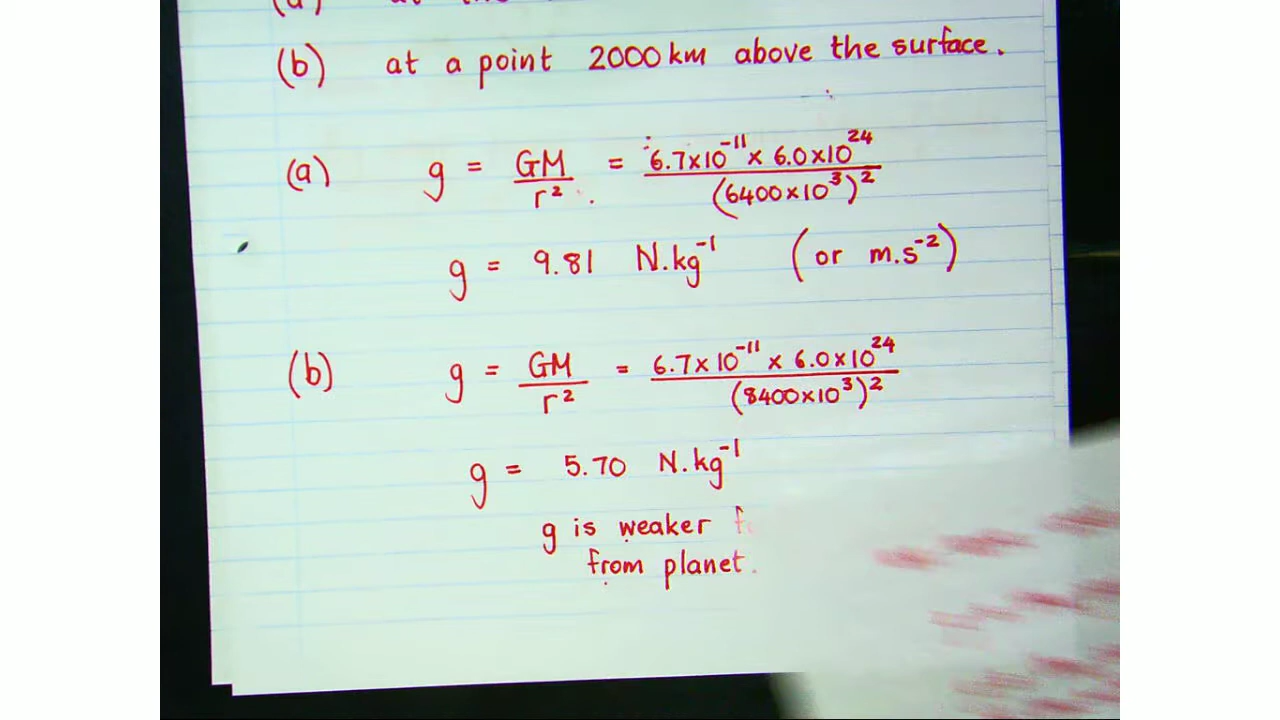 (b) at a point 2000 km above the surface.
(a) g = GM/r² = 6.7×10⁻¹¹ × 6.0×10²⁴/(6400×10³)²
g = 9.81 N.kg⁻¹ (or m.s⁻²)
(b) g = GM/r² = 6.7×10⁻¹¹ × 6.0×10²⁴/(8400×10³)²
g = 5.70 N.kg⁻¹
g is weaker
from planet.